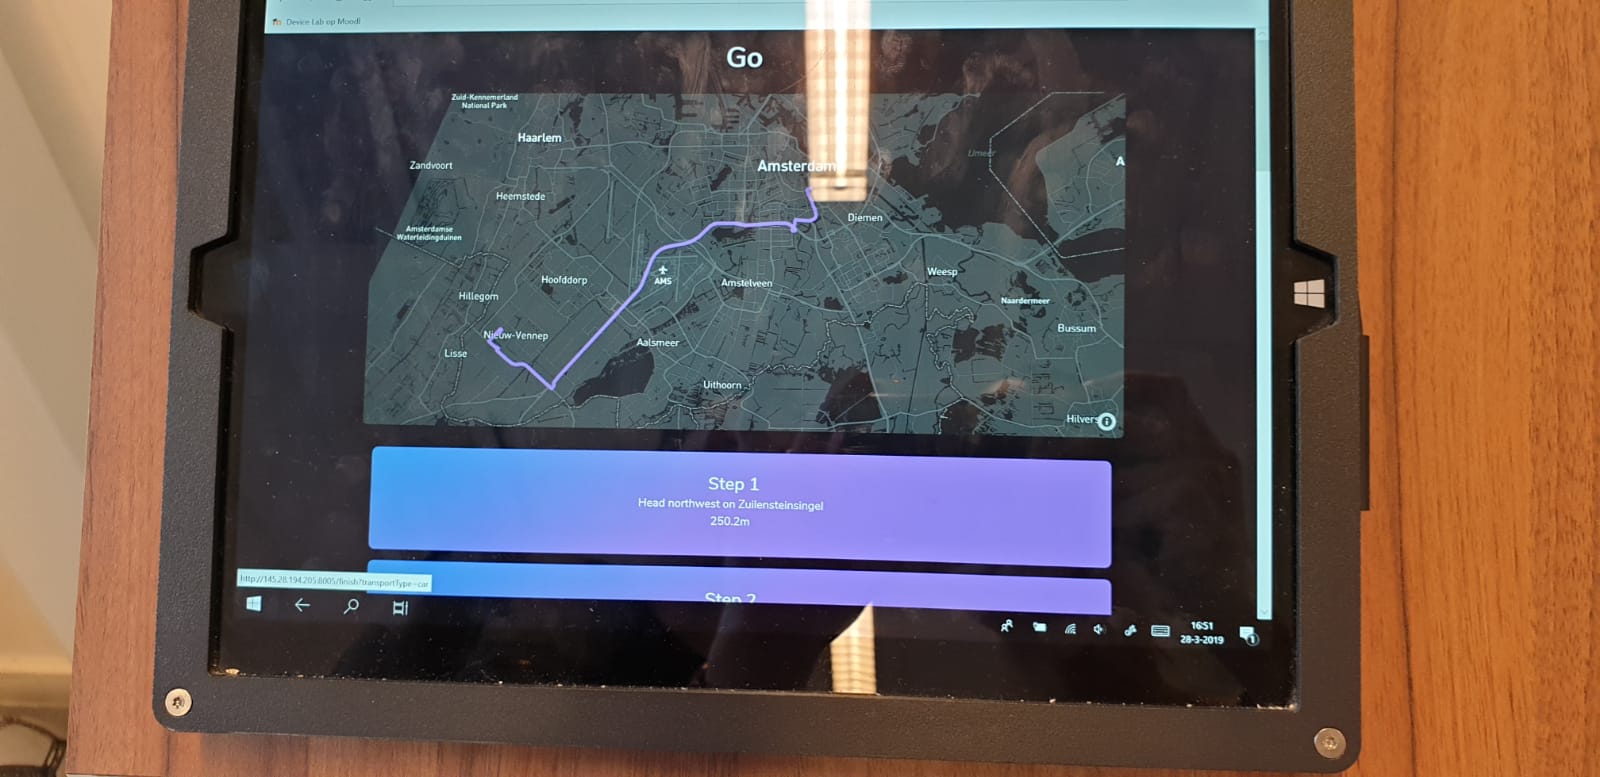 Device Lab op Moodl
Go
Zuid-Kennemerland
National Park
Haarlem
Amsterdam
Zandvoort
IJmeer
A
Heemstede
Diemen
Amsterdamse
Waterleidingduinen
Hoofddorp
AMS
Amstelveen
Weesp
Hillegom
Naardermeer
Nieuw-Vennep
Bussum
Lisse
Aalsmeer
Uithoorn
Hilvers
Step 1
Head northwest on Zuilensteinsingel
250.2m
Step 2
http://145.28.194.205:8005/finish?transportType=car
16:51
28-3-2019
1